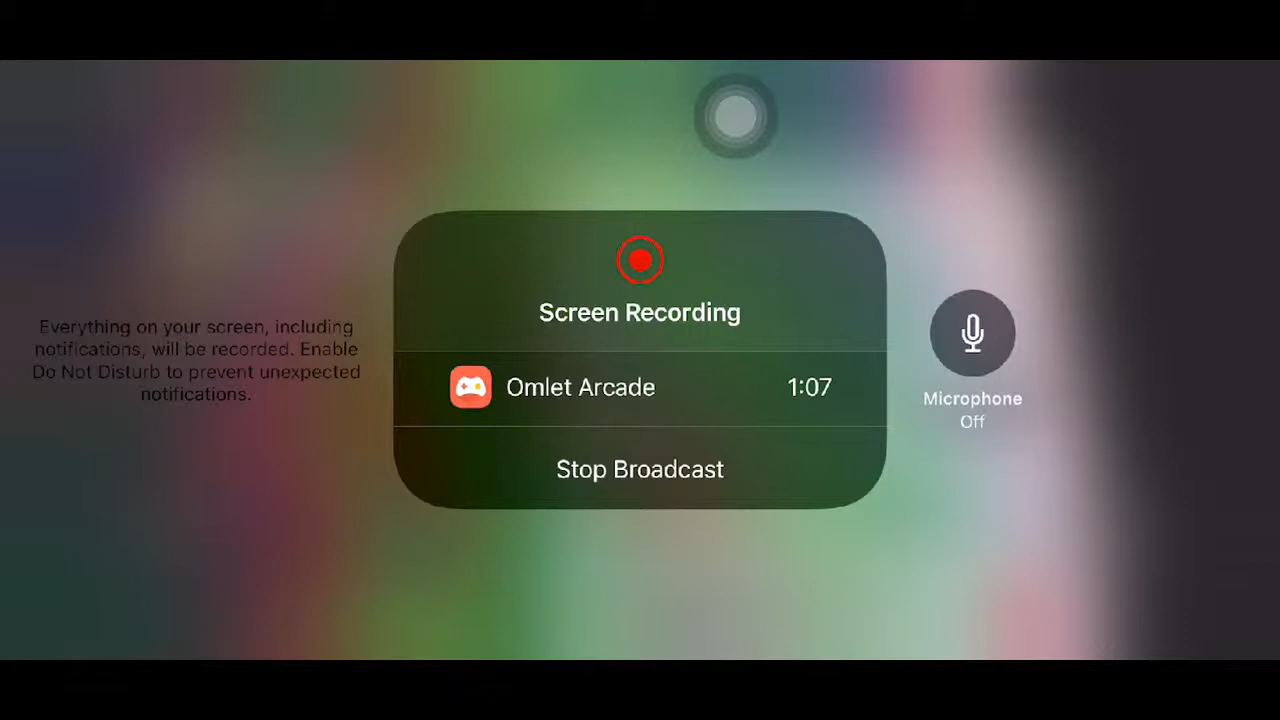 Everything on your screen, including
notifications, will be recorded. Enable
Do Not Disturb to prevent unexpected
notifications.
Screen Recording
Omlet Arcade 1:07
Stop Broadcast
Microphone
Off